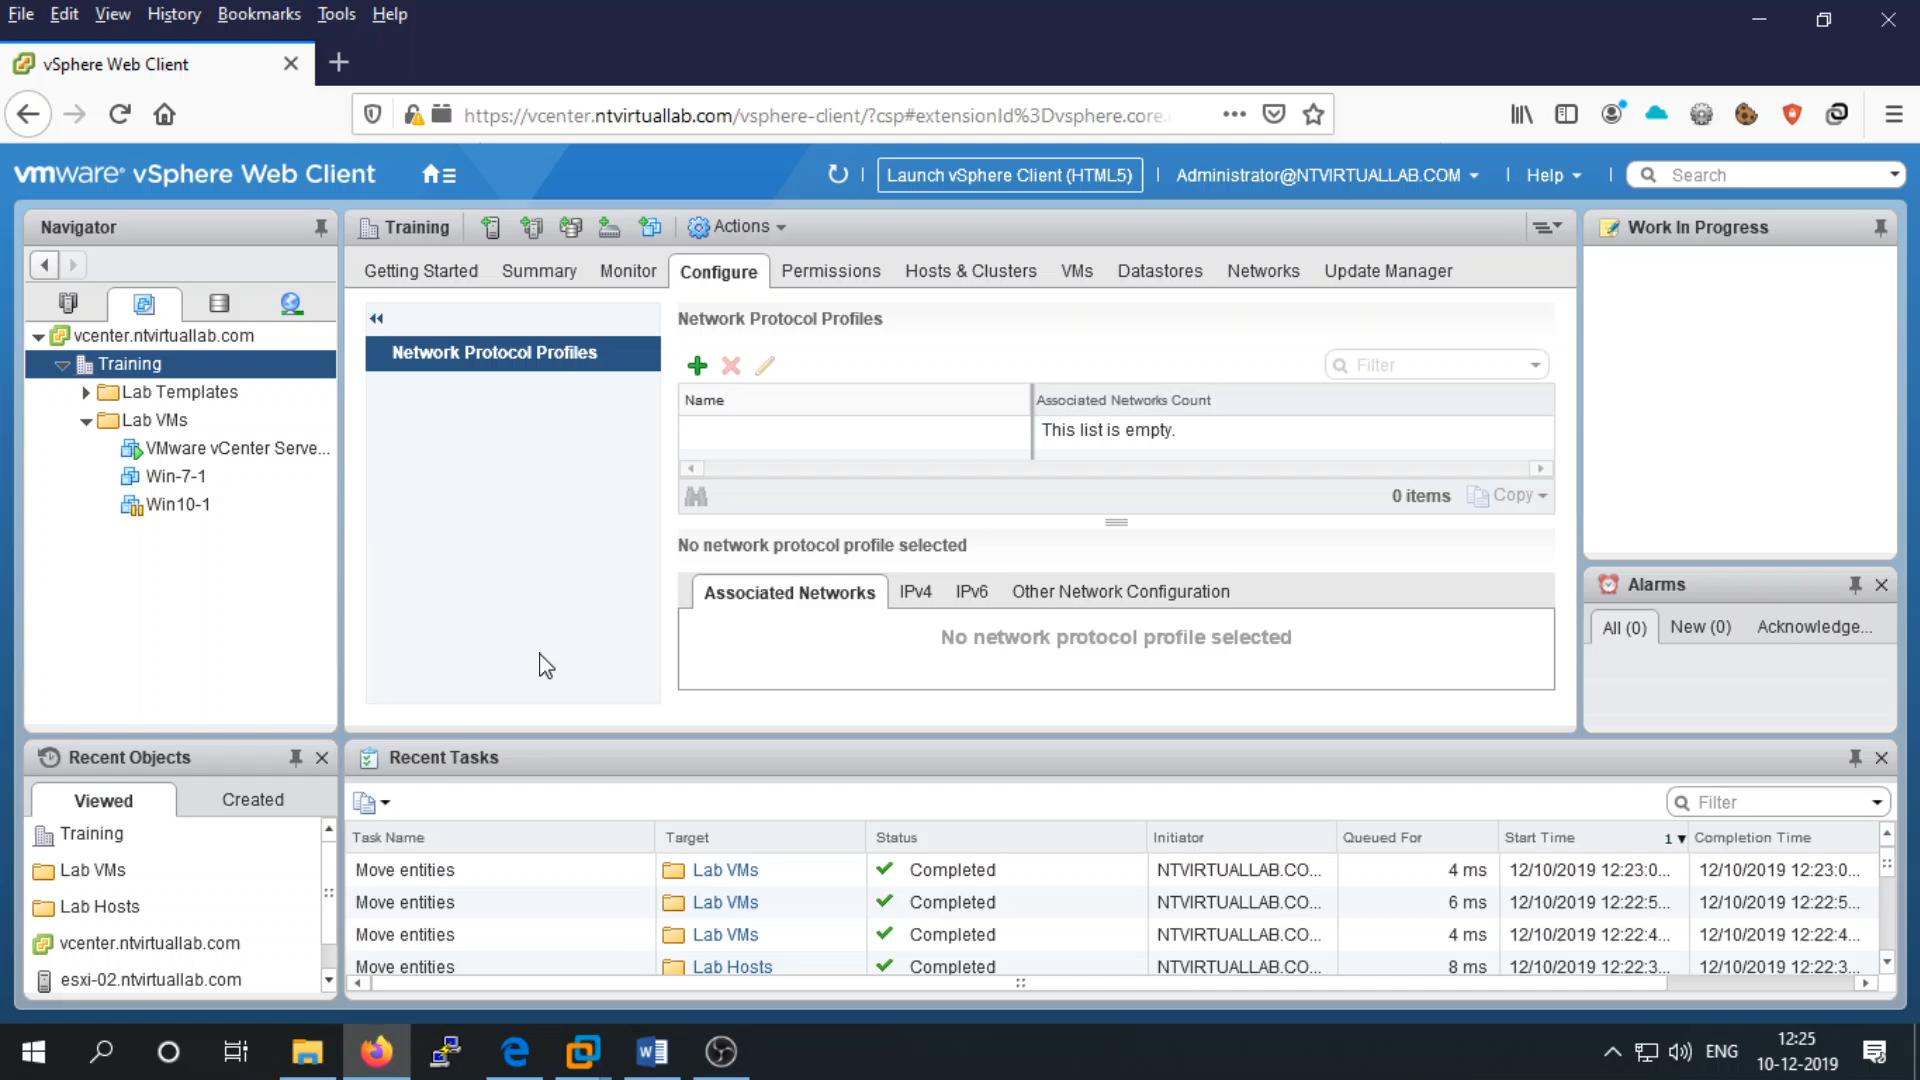 File Edit View History Bookmarks Tools Help
vSphere Web Client
https://vcenter.ntvirtuallab.com/vsphere-client/?csp#extensionId%3Dvsphere.core.
vmware® vSphere Web Client
Launch vSphere Client (HTML5)
Administrator@NTVIRTUALLAB.COM
Help
Search
Navigator
Training
Actions
Work In Progress
Getting Started Summary Monitor Configure Permissions Hosts & Clusters VMs Datastores Networks Update Manager
vcenter.ntvirtuallab.com
Training
Lab Templates
Lab VMs
VMware vCenter Serve...
Win-7-1
Win10-1
Network Protocol Profiles
Network Protocol Profiles
Filter
Name Associated Networks Count
This list is empty.
0 items Copy
No network protocol profile selected
Associated Networks IPv4 IPv6 Other Network Configuration
No network protocol profile selected
Alarms
All (0) New (0) Acknowledge...
Recent Objects
Viewed Created
Training
Lab VMs
Lab Hosts
vcenter.ntvirtuallab.com
esxi-02.ntvirtuallab.com
Recent Tasks
Filter
Task Name Target Status Initiator Queued For Start Time 1 Completion Time
Move entities Lab VMs Completed NTVIRTUALLAB.CO... 4 ms 12/10/2019 12:23:0... 12/10/2019 12:23:0...
Move entities Lab VMs Completed NTVIRTUALLAB.CO... 6 ms 12/10/2019 12:22:5... 12/10/2019 12:22:5...
Move entities Lab VMs Completed NTVIRTUALLAB.CO... 4 ms 12/10/2019 12:22:4... 12/10/2019 12:22:4...
Move entities Lab Hosts Completed NTVIRTUALLAB.CO... 8 ms 12/10/2019 12:22:3... 12/10/2019 12:22:3...
ENG
12:25
10-12-2019